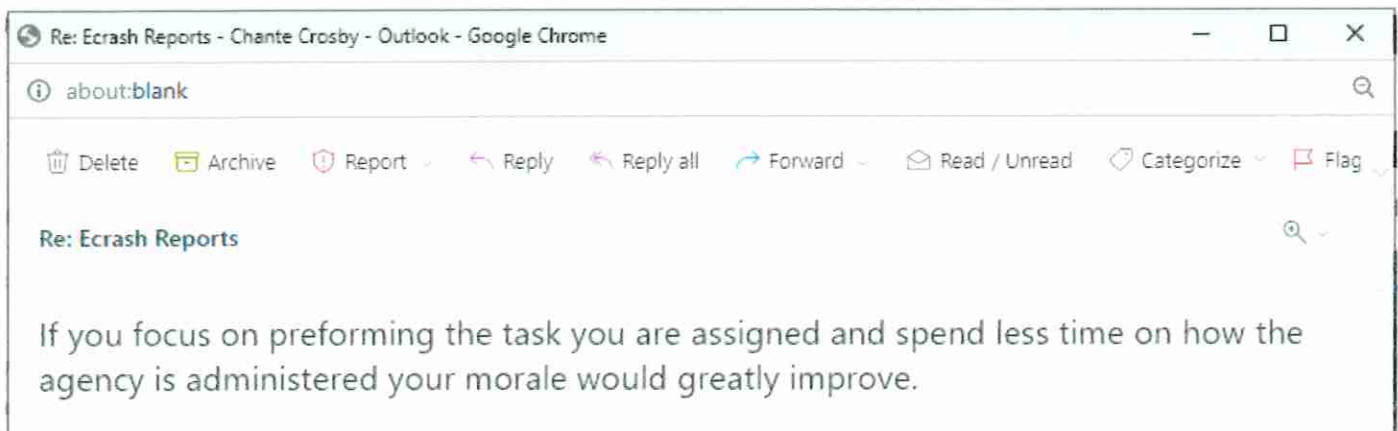 Re: Ecrash Reports - Chante Crosby - Outlook - Google Chrome
about:blank
Delete Archive Report Reply Reply all Forward Read / Unread Categorize Flag
Re: Ecrash Reports
If you focus on preforming the task you are assigned and spend less time on how the
agency is administered your morale would greatly improve.